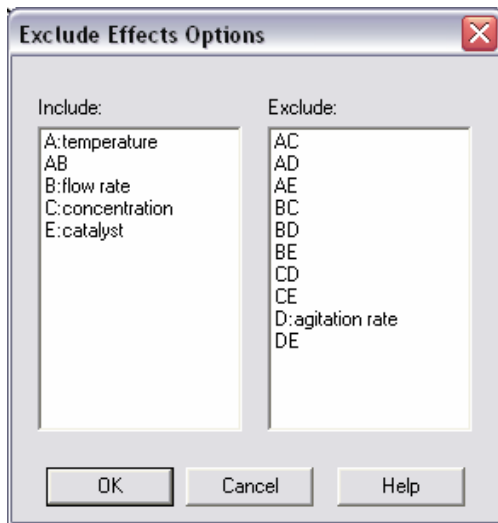 Exclude Effects Options
Include:
A:temperature
AB
B:flow rate
C:concentration
E:catalyst
Exclude:
AC
AD
AE
BC
BD
BE
CD
CE
D:agitation rate
DE
OK
Cancel
Help